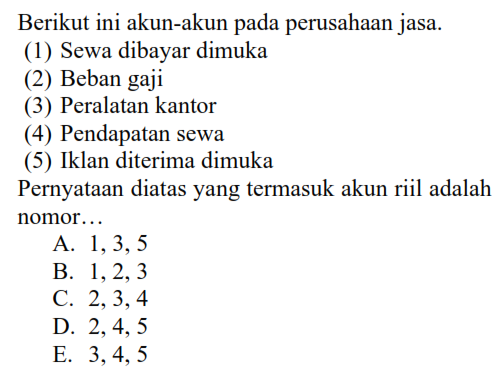 Berikut ini akun-akun pada perusahaan jasa.
(1) Sewa dibayar dimuka
(2) Beban gaji
(3) Peralatan kantor
(4) Pendapatan sewa
(5) Iklan diterima dimuka
Pernyataan diatas yang termasuk akun riil adalah
nomor…
A. 1, 3, 5
B. 1, 2, 3
C. 2, 3, 4
D. 2, 4, 5
E. 3, 4, 5